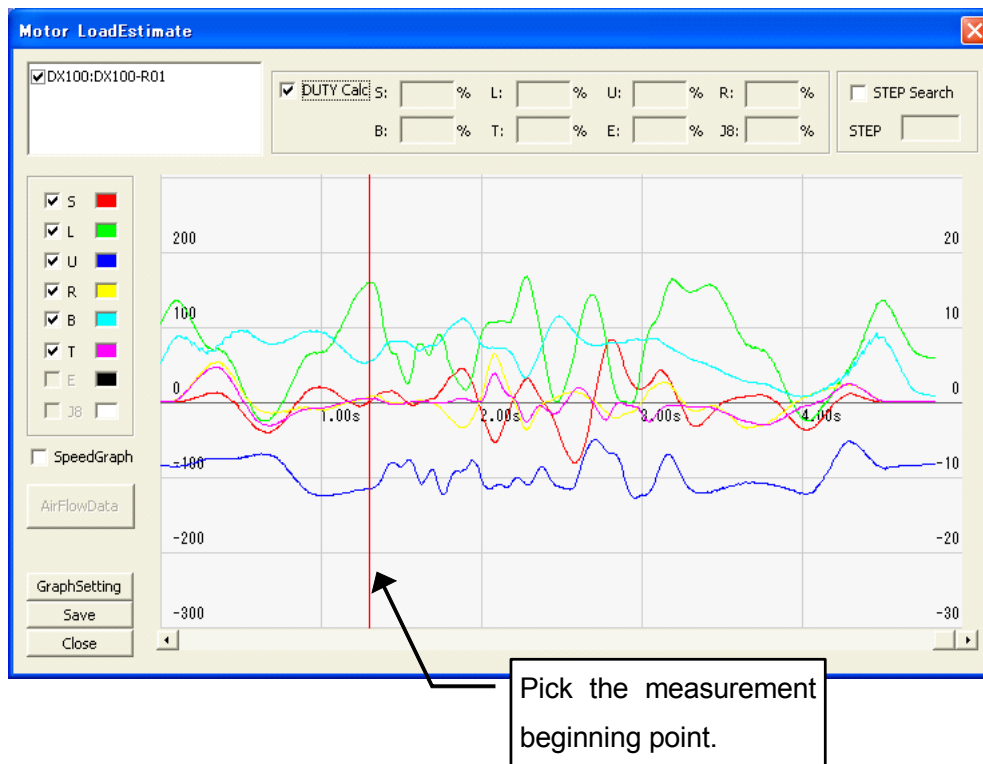 Motor LoadEstimate
DX100:DX100-R01
DUTY Calc S: % L: % U: % R: %
B: % T: % E: % J8: %
STEP Search
STEP
S
L
U
R
B
T
E
J8
SpeedGraph
AirFlowData
GraphSetting
Save
Close
200 20
100 10
0 0
1.00s 2.00s 3.00s 4.00s
-100 -10
-200 -20
-300 -30
Pick the measurement
beginning point.